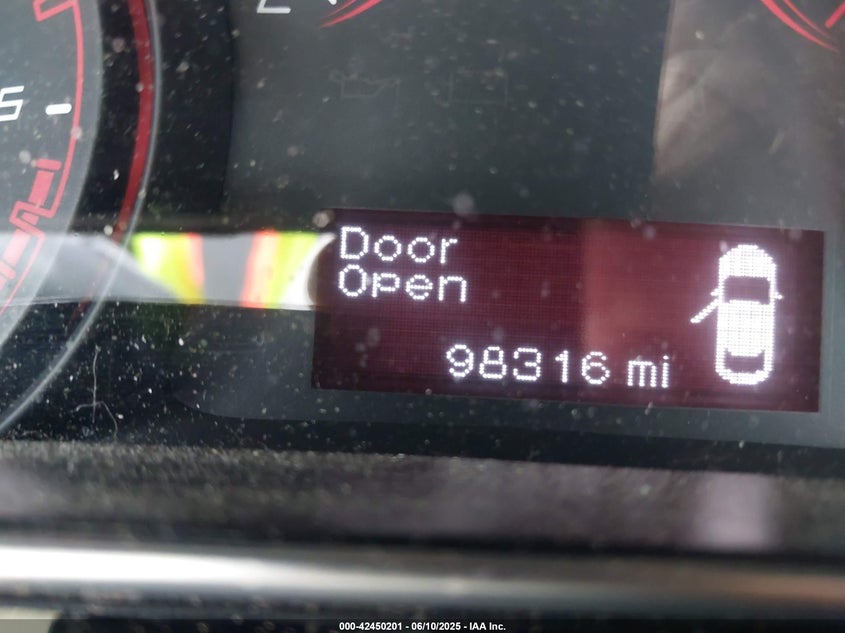 Door
Open
98316 mi
000-42450201 - 06/10/2025 - IAA Inc.